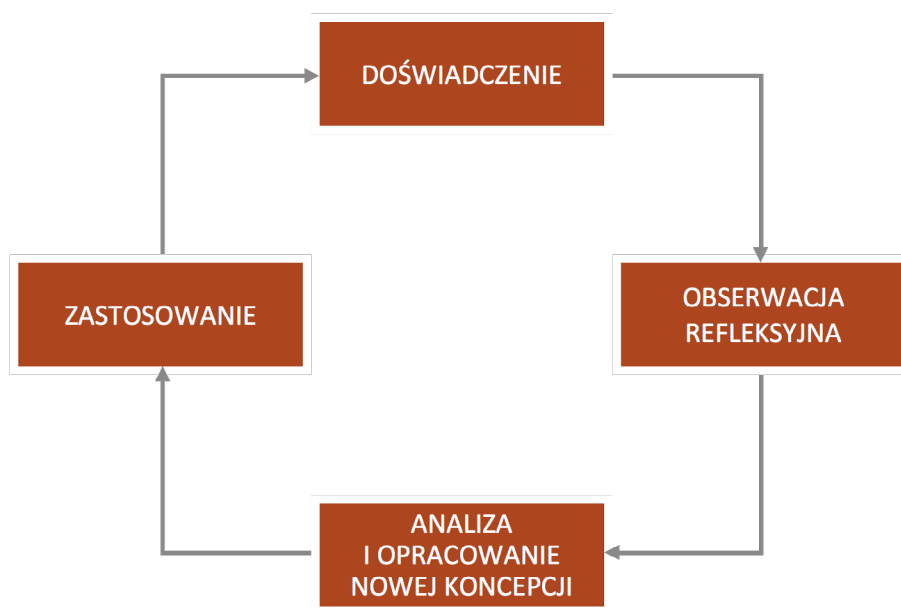 DOŚWIADCZENIE
ZASTOSOWANIE
OBSERWACJA
REFLEKSYJNA
ANALIZA
I OPRACOWANIE
NOWEJ KONCEPCJI